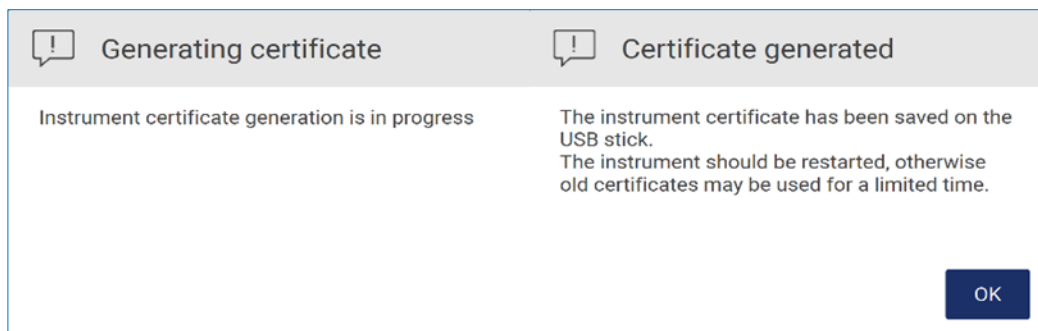 Generating certificate
Instrument certificate generation is in progress
Certificate generated
The instrument certificate has been saved on the
USB stick.
The instrument should be restarted, otherwise
old certificates may be used for a limited time.
OK